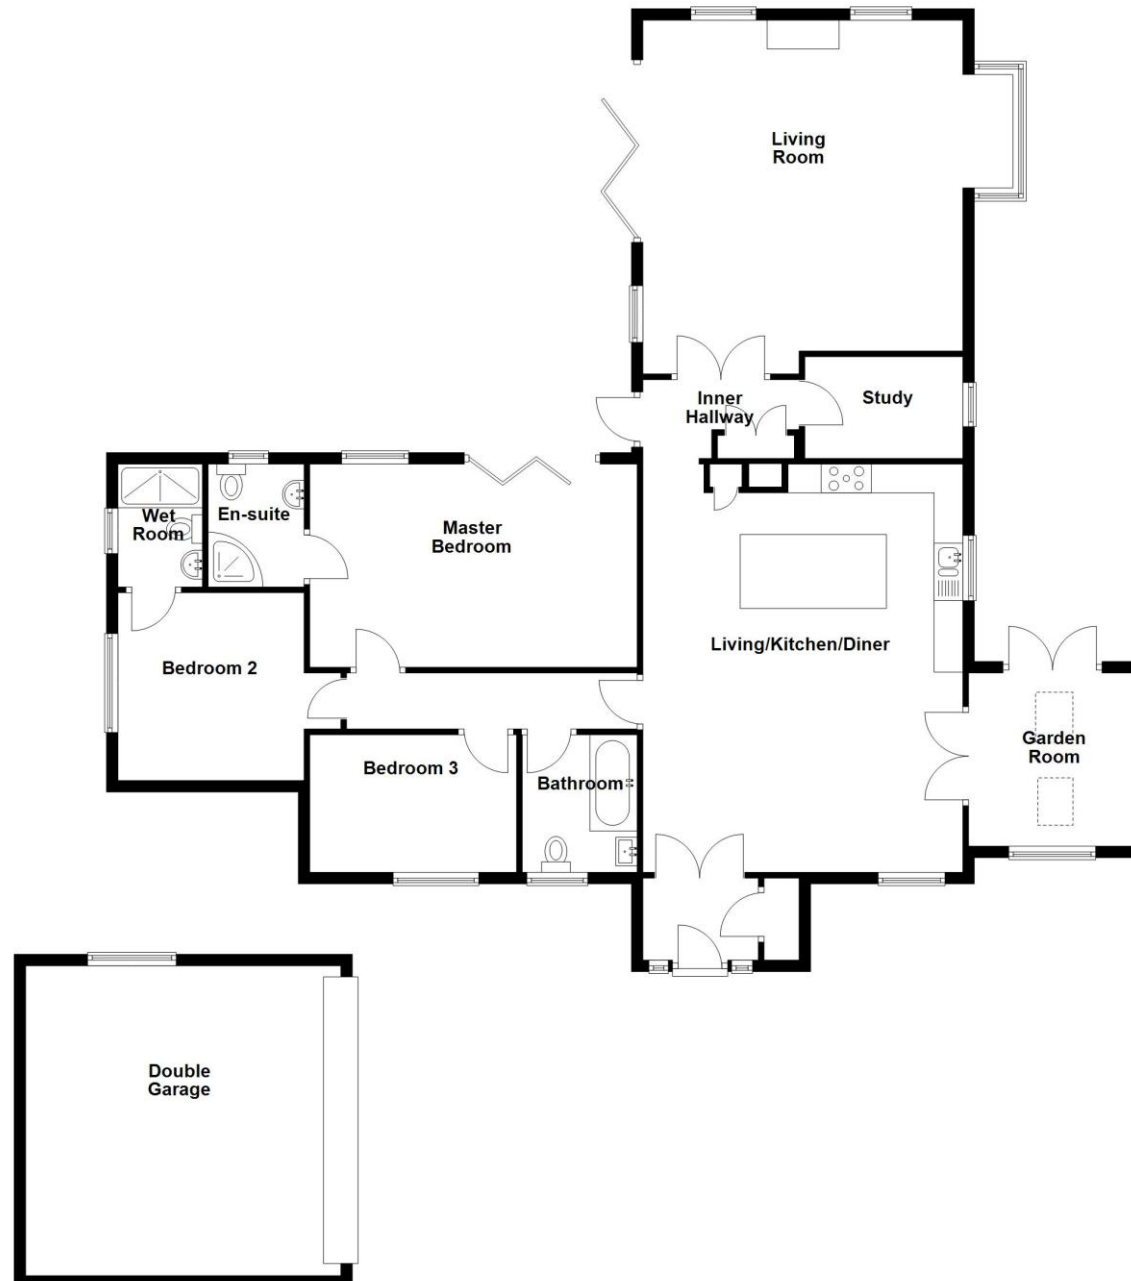 Living
Room
Inner
Hallway
Study
Wet
Room
En-suite
Master
Bedroom
Living/Kitchen/Diner
Bedroom 2
Garden
Room
Bedroom 3
Bathroom
Double
Garage